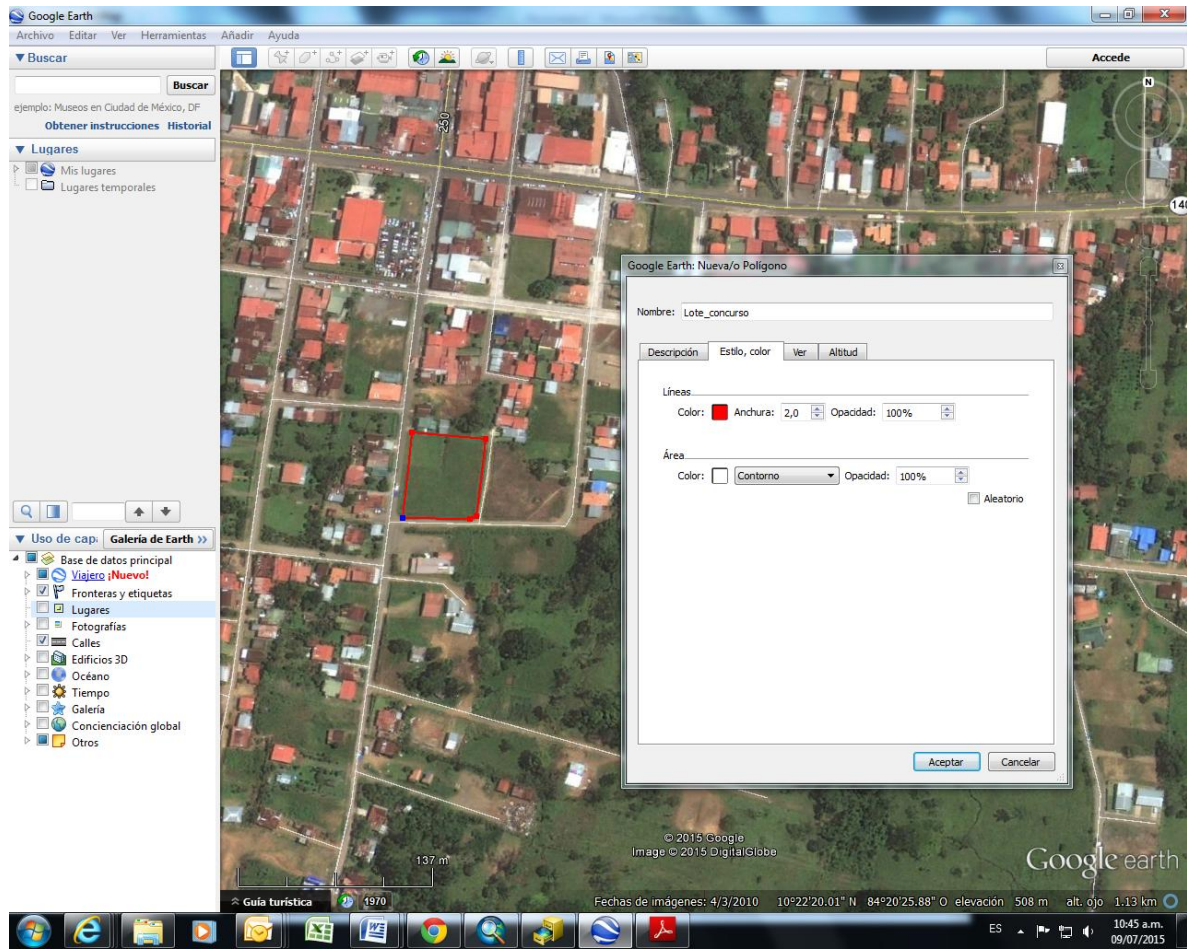 Google Earth
Archivo Editar Ver Herramientas Añadir Ayuda
Buscar
Accede
Buscar
ejemplo: Museos en Ciudad de México, DF
Obtener instrucciones Historial
Lugares
Mis lugares
Lugares temporales
250
140
Google Earth: Nueva/o Polígono
Nombre: Lote_concurso
Descripción Estilo, color Ver Altitud
Líneas
Color: Anchura: 2,0 Opacidad: 100%
Área
Color: Contorno Opacidad: 100%
Aleatorio
Aceptar Cancelar
Uso de cap. Galería de Earth >>
Base de datos principal
Viajero ¡Nuevo!
Fronteras y etiquetas
Lugares
Fotografías
Calles
Edificios 3D
Océano
Tiempo
Galería
Concienciación global
Otros
N
© 2015 Google
Image © 2015 DigitalGlobe
137 m
Google earth
Guía turística 1970 Fechas de imágenes: 4/3/2010 10°22'20.01" N 84°20'25.88" O elevación 508 m alt. ojo 1.13 km
ES 10:45 a.m.
09/07/2015